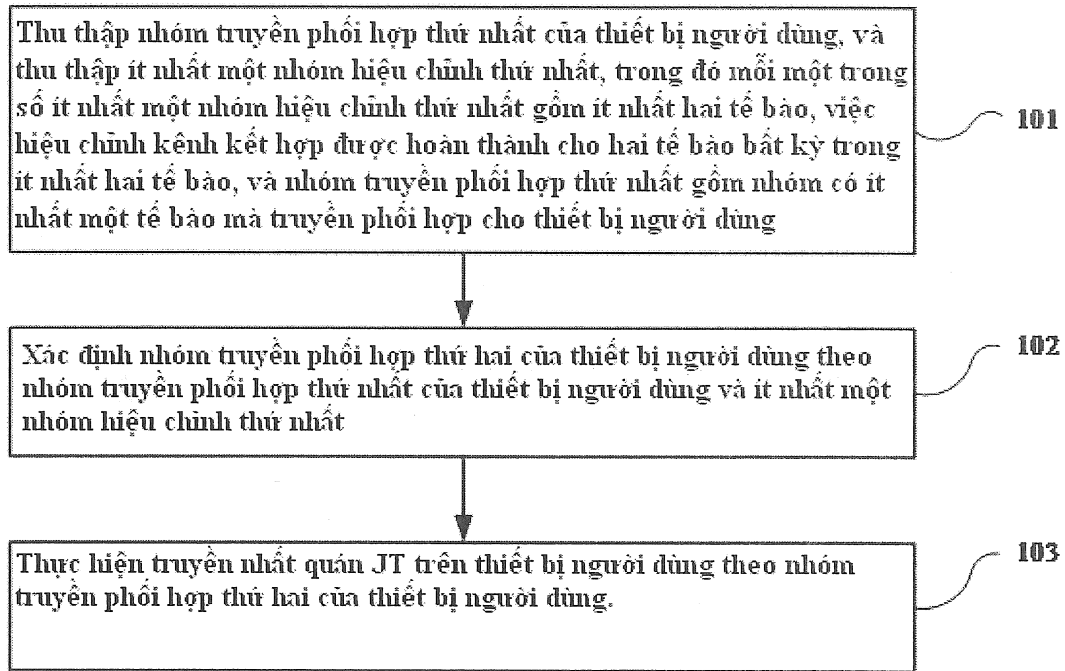 Thu thập nhóm truyền phối hợp thứ nhất của thiết bị người dùng, và
thu thập ít nhất một nhóm hiệu chỉnh thứ nhất, trong đó mỗi một trong
số ít nhất một nhóm hiệu chỉnh thứ nhất gồm ít nhất hai tế bào, việc
hiệu chỉnh kênh kết hợp được hoàn thành cho hai tế bào bất kỳ trong
ít nhất hai tế bào, và nhóm truyền phối hợp thứ nhất gồm nhóm có ít
nhất một tế bào mà truyền phối hợp cho thiết bị người dùng
101
Xác định nhóm truyền phối hợp thứ hai của thiết bị người dùng theo
nhóm truyền phối hợp thứ nhất của thiết bị người dùng và ít nhất một
nhóm hiệu chỉnh thứ nhất
102
Thực hiện truyền nhất quán JT trên thiết bị người dùng theo nhóm
truyền phối hợp thứ hai của thiết bị người dùng.
103